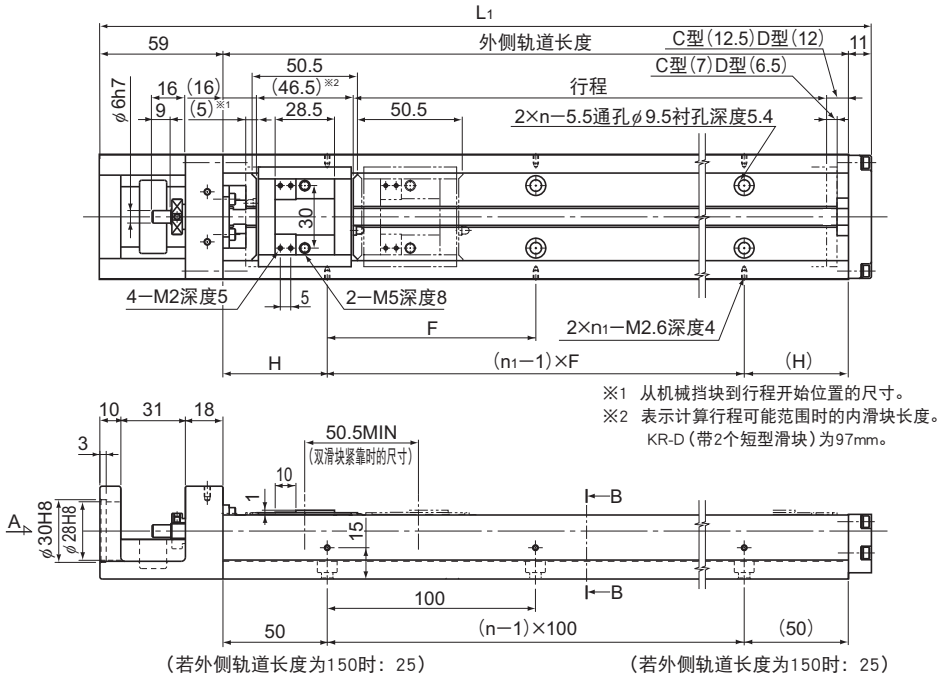 L₁
59
外侧轨道长度
C型(12.5)D型(12)
11
50.5
C型(7)D型(6.5)
16
(16)
(46.5)※2
行程
φ6h7
9
(5)※1
28.5
50.5
2×n－5.5通孔φ9.5衬孔深度5.4
30
4－M2深度5
5
2－M5深度8
F
2×n₁－M2.6深度4
H
(n₁－1)×F
(H)
※1 从机械挡块到行程开始位置的尺寸。
※2 表示计算行程可能范围时的内滑块长度。
KR-D(带2个短型滑块)为97mm。
10
31
18
3
50.5MIN
(双滑块紧靠时的尺寸)
10
1
B
A
φ30H8
φ28H8
15
B
100
50
(n－1)×100
(50)
(若外侧轨道长度为150时：25)
(若外侧轨道长度为150时：25)